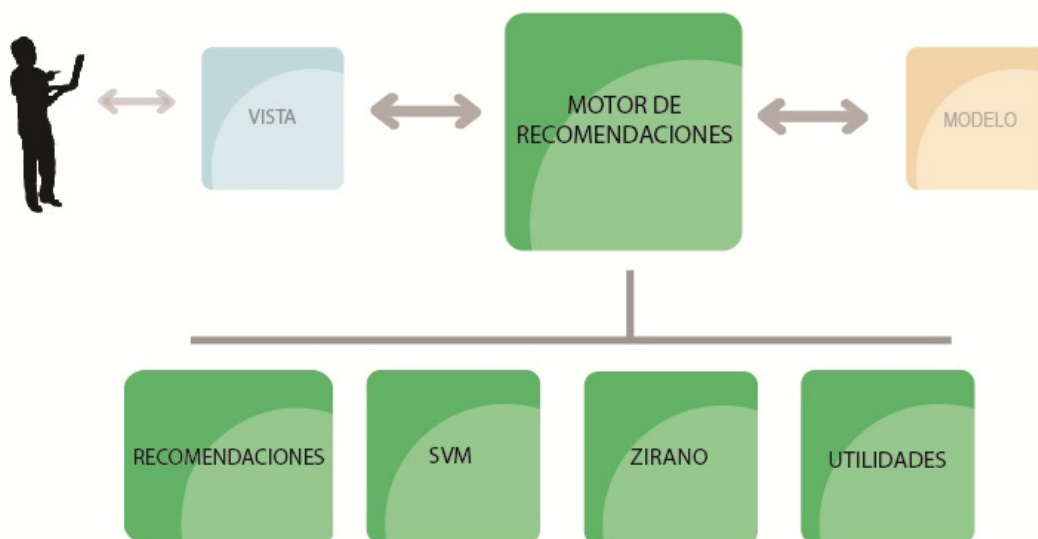 VISTA
MOTOR DE
RECOMENDACIONES
MODELO
RECOMENDACIONES
SVM
ZIRANO
UTILIDADES